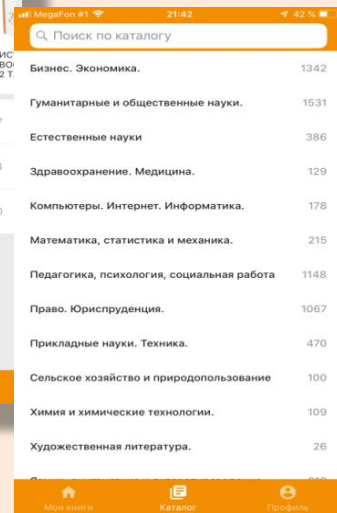 MegaFon #1 21:42 42 %
Поиск по каталогу
Бизнес. Экономика. 1342
Гуманитарные и общественные науки. 1531
Естественные науки 386
Здравоохранение. Медицина. 129
Компьютеры. Интернет. Информатика. 178
Математика, статистика и механика. 215
Педагогика, психология, социальная работа 1148
Право. Юриспруденция. 1067
Прикладные науки. Техника. 470
Сельское хозяйство и природопользование 100
Химия и химические технологии. 109
Художественная литература. 26
Мои книги Каталог Профиль